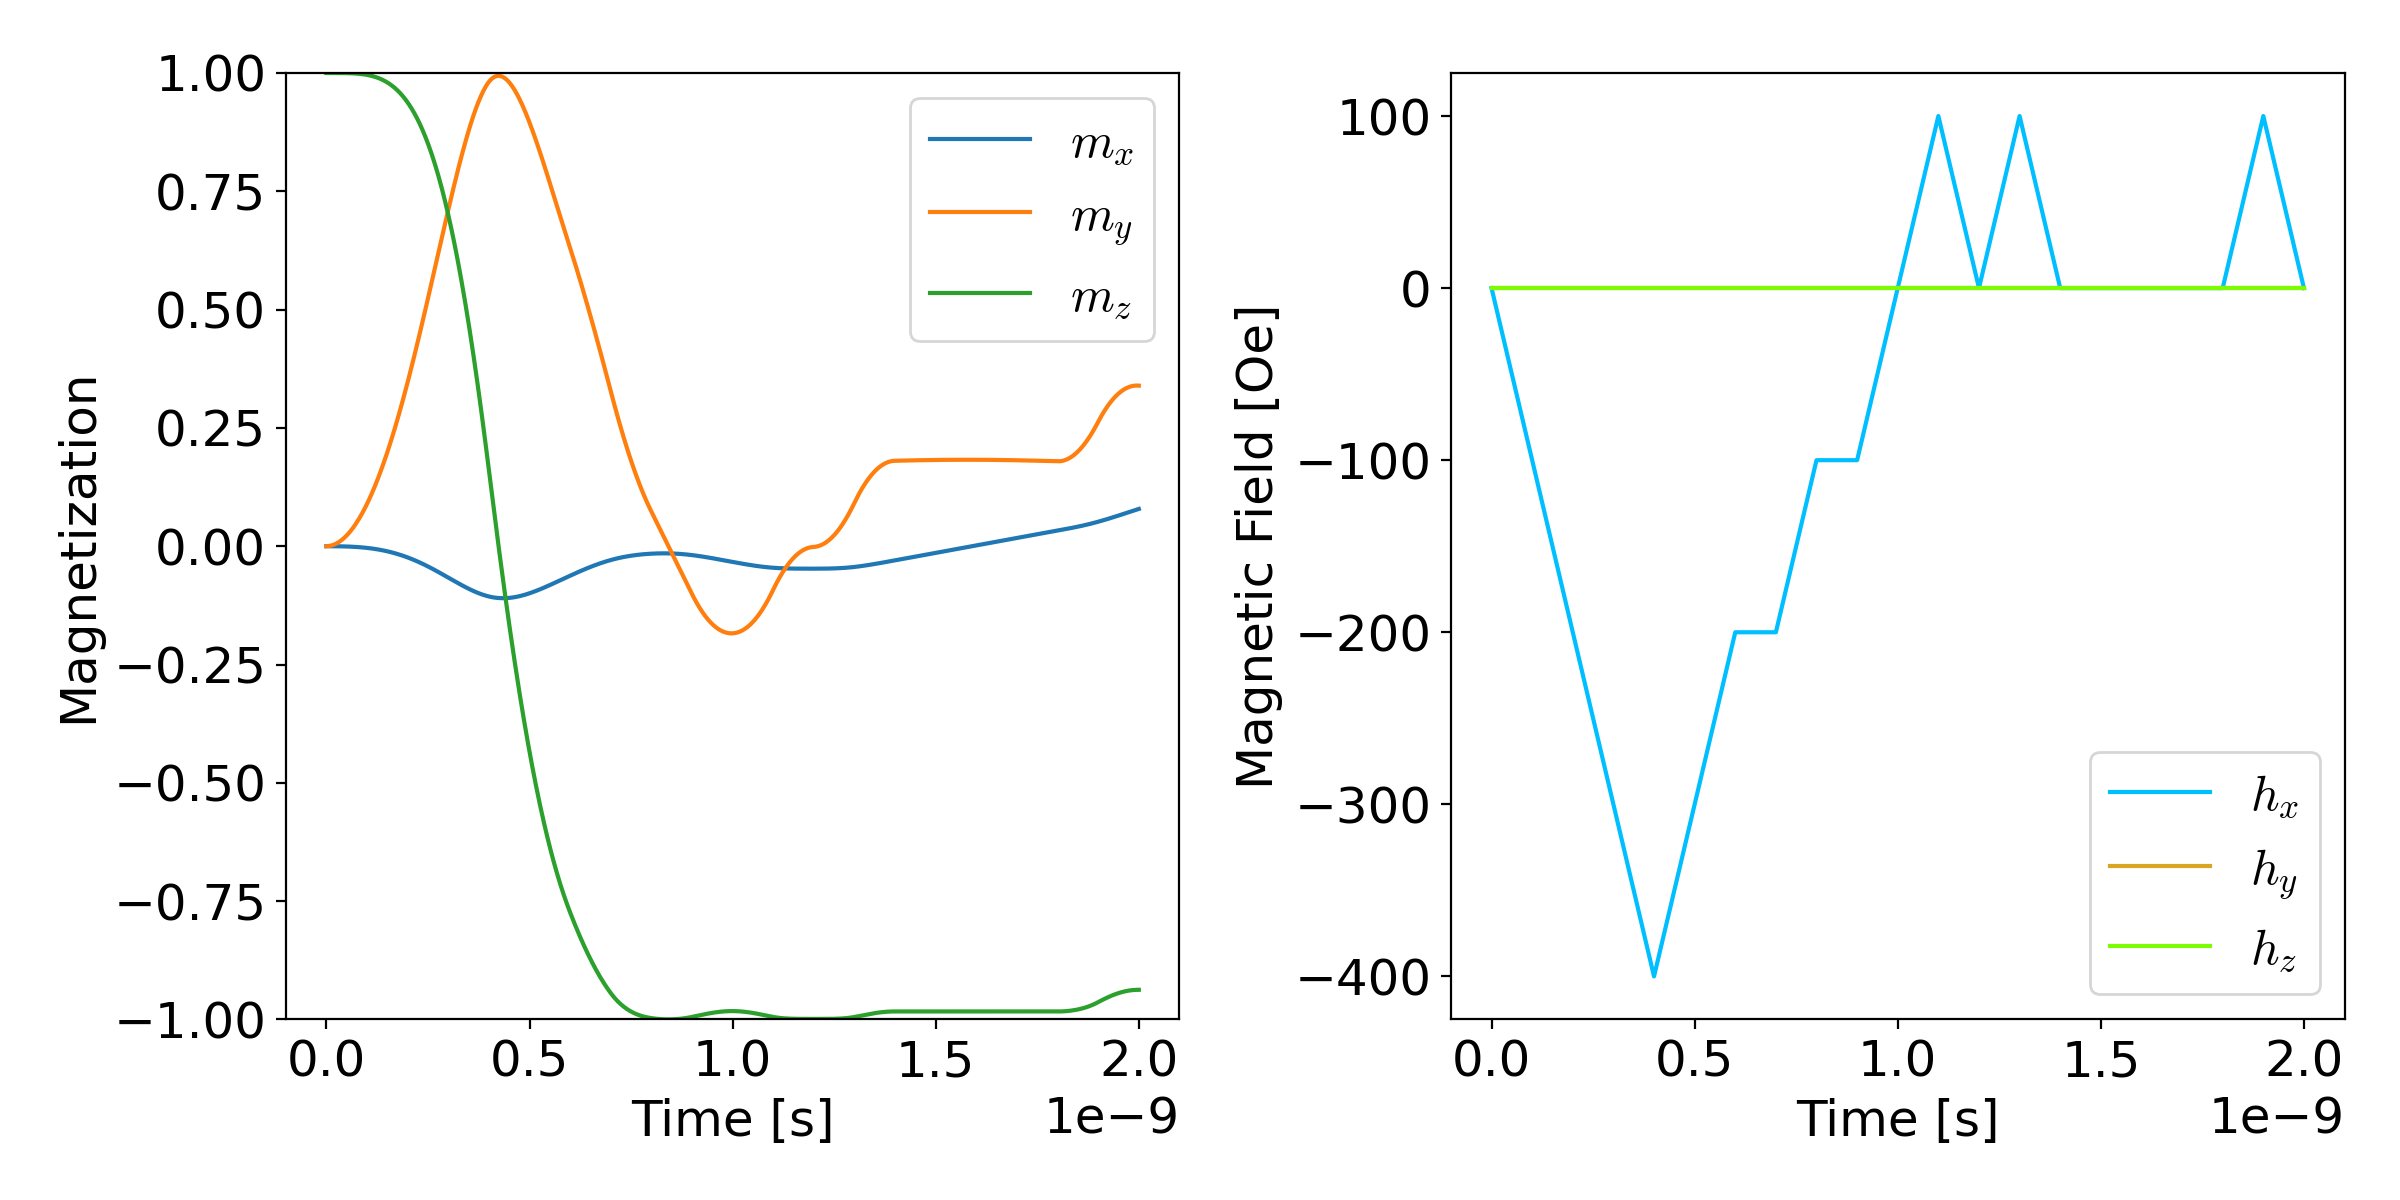 Magnetization
1.00
0.75
0.50
0.25
0.00
−0.25
−0.50
−0.75
−1.00
0.0 0.5 1.0 1.5 2.0
Time [s]
1e−9
m_x
m_y
m_z
Magnetic Field [Oe]
100
0
−100
−200
−300
−400
0.0 0.5 1.0 1.5 2.0
Time [s]
1e−9
h_x
h_y
h_z